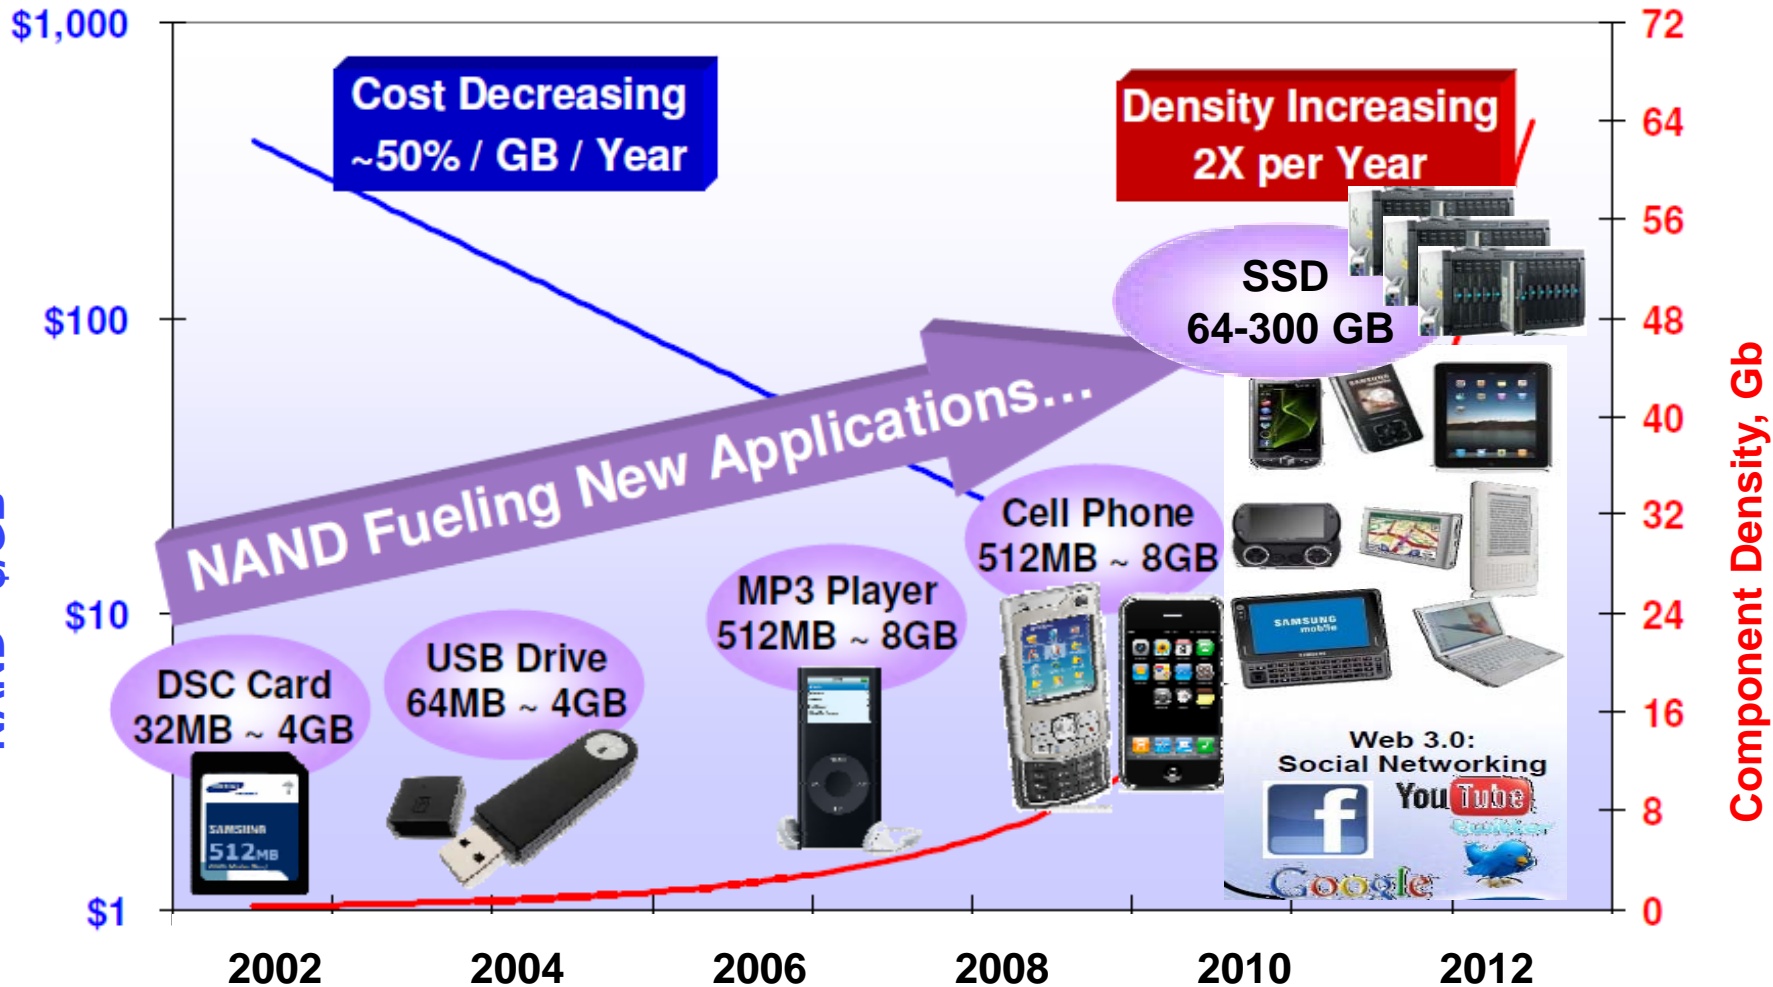 $1,000
$100
$10
$1
Cost Decreasing
~50% / GB / Year
Density Increasing
2X per Year
72
64
56
48
40
32
24
16
8
0
Component Density, Gb
NAND Fueling New Applications...
SSD
64-300 GB
Cell Phone
512MB ~ 8GB
MP3 Player
512MB ~ 8GB
USB Drive
64MB ~ 4GB
DSC Card
32MB ~ 4GB
SAMSUNG
512MB
SAMSUNG
SAMSUNG
mobile
Web 3.0:
Social Networking
f
YouTube
twitter
Google
2002
2004
2006
2008
2010
2012